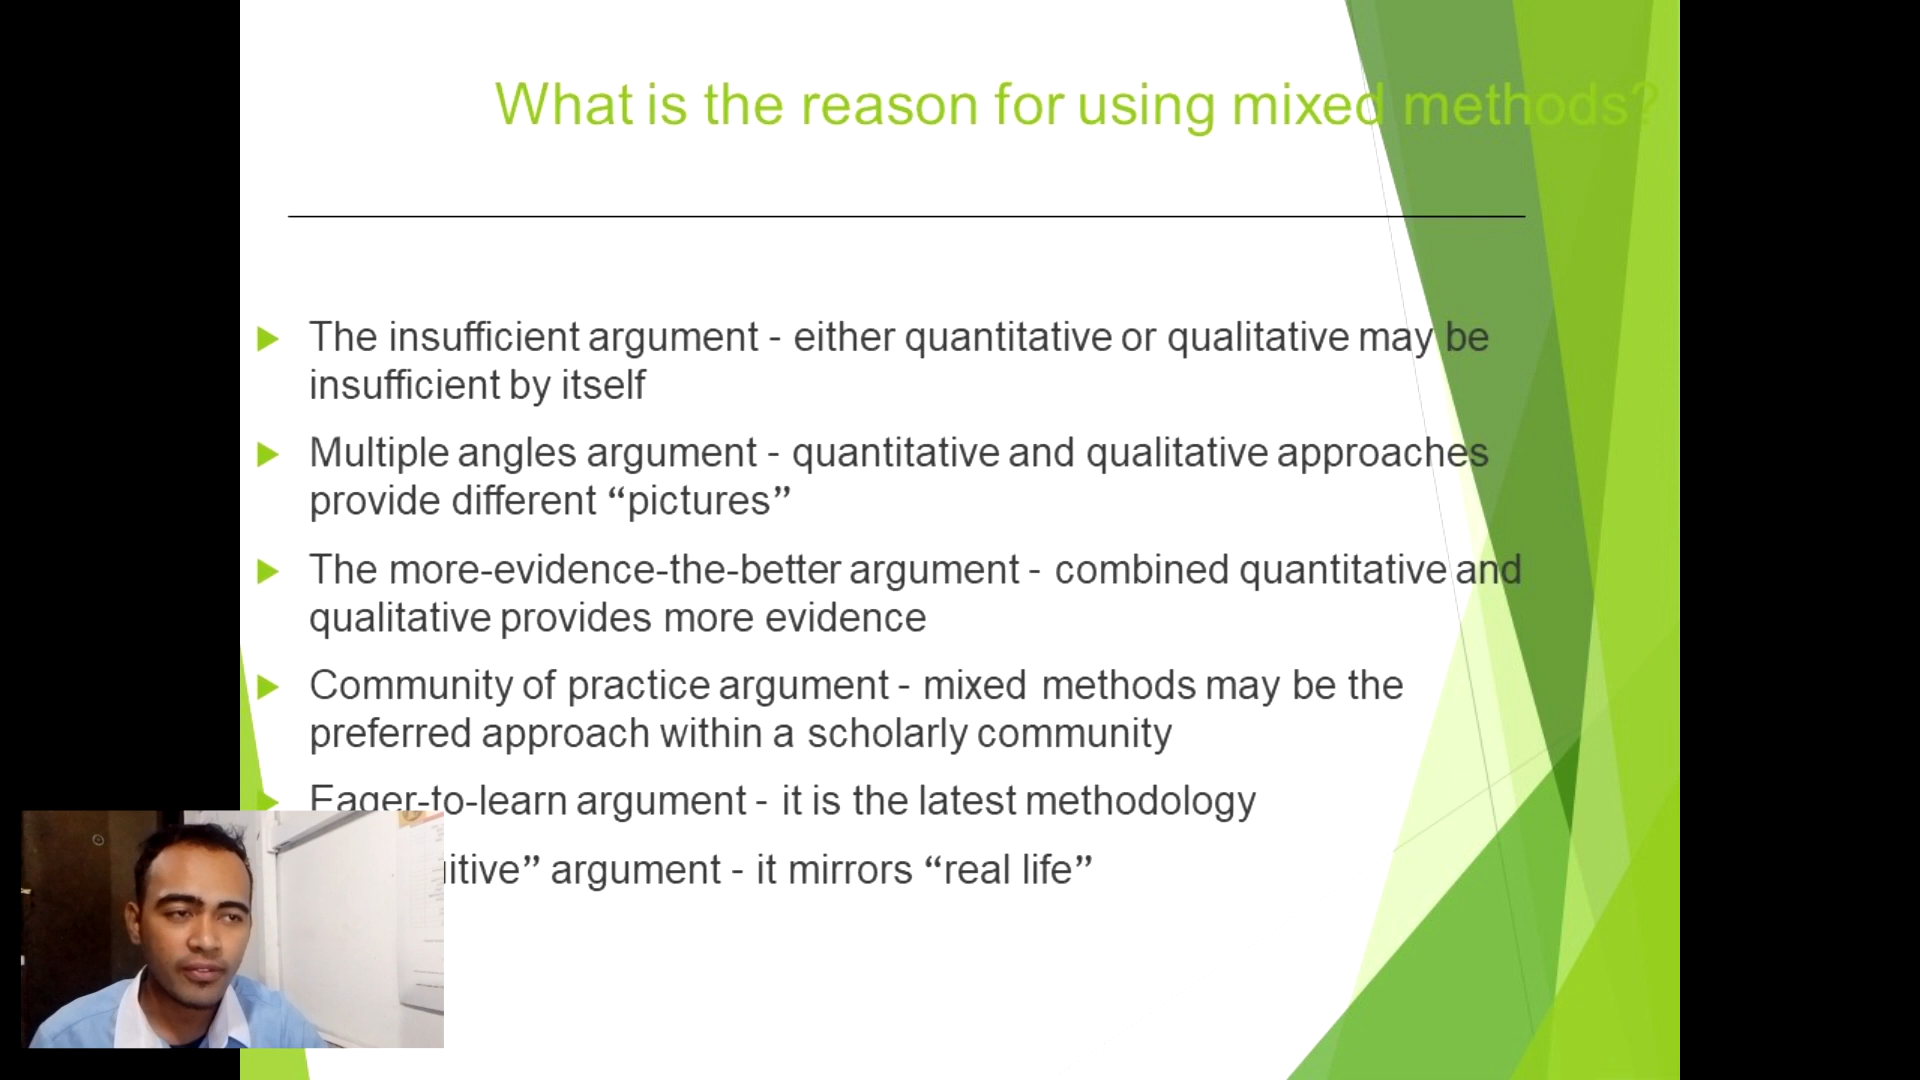 What is the reason for using mixed methods?
The insufficient argument - either quantitative or qualitative may be
insufficient by itself
Multiple angles argument - quantitative and qualitative approaches
provide different “pictures”
The more-evidence-the-better argument - combined quantitative and
qualitative provides more evidence
Community of practice argument - mixed methods may be the
preferred approach within a scholarly community
Eager-to-learn argument - it is the latest methodology
argument - it mirrors “real life”